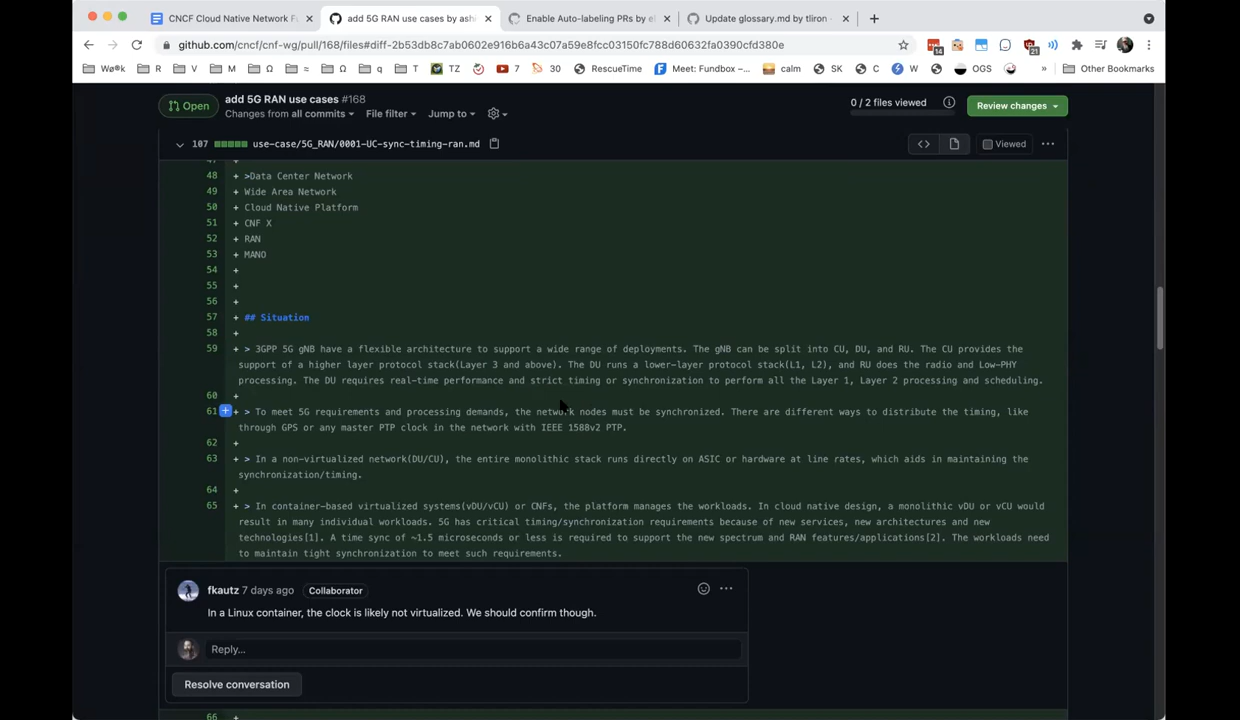 CNCF Cloud Native Network F
add 5G RAN use cases by ash
Enable Auto-labeling PRs by el
Update glossary.md by tliron ·
github.com/cncf/cnf-wg/pull/168/files#diff-2b53db8c7ab0602e916b6a43c07a59e8fcc03150fc788d60632fa0390cfd380e
14
21
Wø®k
R
V
M
Ω
≈
Ω
q
T
TZ
7
30
RescueTime
Meet: Fundbox –...
calm
SK
C
W
OGS
»
Other Bookmarks
Open
add 5G RAN use cases #168
Changes from all commits
File filter
Jump to
0 / 2 files viewed
Review changes
107 use-case/5G_RAN/0001-UC-sync-timing-ran.md
Viewed
47 +
48 + >Data Center Network
49 + Wide Area Network
50 + Cloud Native Platform
51 + CNF X
52 + RAN
53 + MANO
54 +
55 +
56 +
57 + ## Situation
58 +
59 + > 3GPP 5G gNB have a flexible architecture to support a wide range of deployments. The gNB can be split into CU, DU, and RU. The CU provides the
support of a higher layer protocol stack(Layer 3 and above). The DU runs a lower-layer protocol stack(L1, L2), and RU does the radio and Low-PHY
processing. The DU requires real-time performance and strict timing or synchronization to perform all the Layer 1, Layer 2 processing and scheduling.
60 +
61 + > To meet 5G requirements and processing demands, the network nodes must be synchronized. There are different ways to distribute the timing, like
through GPS or any master PTP clock in the network with IEEE 1588v2 PTP.
62 +
63 + > In a non-virtualized network(DU/CU), the entire monolithic stack runs directly on ASIC or hardware at line rates, which aids in maintaining the
synchronization/timing.
64 +
65 + > In container-based virtualized systems(vDU/vCU) or CNFs, the platform manages the workloads. In cloud native design, a monolithic vDU or vCU would
result in many individual workloads. 5G has critical timing/synchronization requirements because of new services, new architectures and new
technologies[1]. A time sync of ~1.5 microseconds or less is required to support the new spectrum and RAN features/applications[2]. The workloads need
to maintain tight synchronization to meet such requirements.
fkautz 7 days ago Collaborator
In a Linux container, the clock is likely not virtualized. We should confirm though.
Reply...
Resolve conversation
66 +